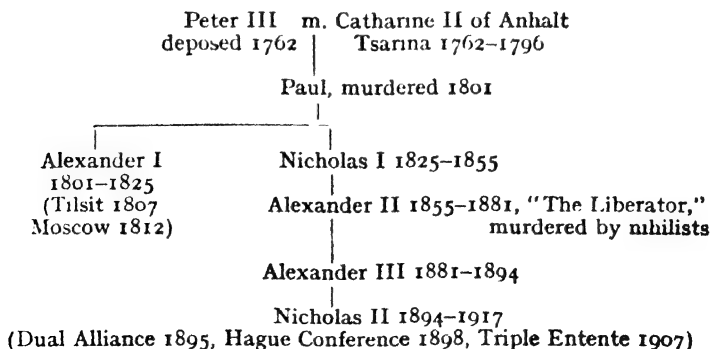 Peter III m. Catharine II of Anhalt
deposed 1762 Tsarina 1762–1796
Paul, murdered 1801
Alexander I Nicholas I 1825–1855
1801–1825
(Tilsit 1807 Alexander II 1855–1881, "The Liberator,"
Moscow 1812) murdered by nihilists
Alexander III 1881–1894
Nicholas II 1894–1917
(Dual Alliance 1895, Hague Conference 1898, Triple Entente 1907)